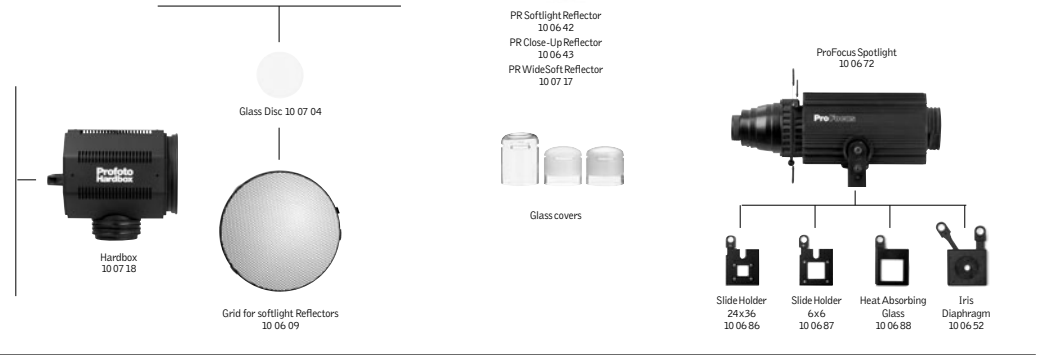 PR Softlight Reflector
10 06 42
PR Close-Up Reflector
10 06 43
PR WideSoft Reflector
10 07 17
ProFocus Spotlight
10 06 72
Glass Disc 10 07 04
ProFocus
Profoto
Hardbox
Glass covers
Hardbox
10 07 18
Grid for softlight Reflectors
10 06 09
Slide Holder
24x36
10 06 86
Slide Holder
6x6
10 06 87
Heat Absorbing
Glass
10 06 88
Iris
Diaphragm
10 06 52